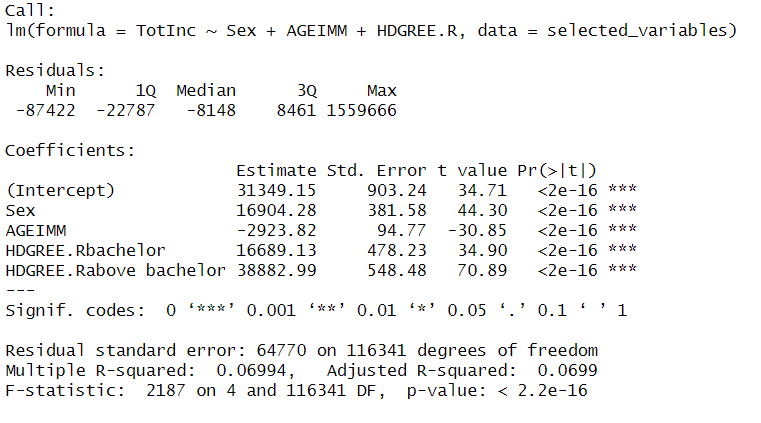 Call:
lm(formula = TotInc ~ Sex + AGEIMM + HDGREE.R, data = selected_variables)
Residuals:
Min 1Q Median 3Q Max
-87422 -22787 -8148 8461 1559666
Coefficients:
Estimate Std. Error t value Pr(>|t|)
(Intercept) 31349.15 903.24 34.71 <2e-16 ***
Sex 16904.28 381.58 44.30 <2e-16 ***
AGEIMM -2923.82 94.77 -30.85 <2e-16 ***
HDGREE.Rbachelor 16689.13 478.23 34.90 <2e-16 ***
HDGREE.Rabove bachelor 38882.99 548.48 70.89 <2e-16 ***
---
Signif. codes: 0 ‘***’ 0.001 ‘**’ 0.01 ‘*’ 0.05 ‘.’ 0.1 ‘ ’ 1
Residual standard error: 64770 on 116341 degrees of freedom
Multiple R-squared: 0.06994, Adjusted R-squared: 0.0699
F-statistic: 2187 on 4 and 116341 DF, p-value: < 2.2e-16